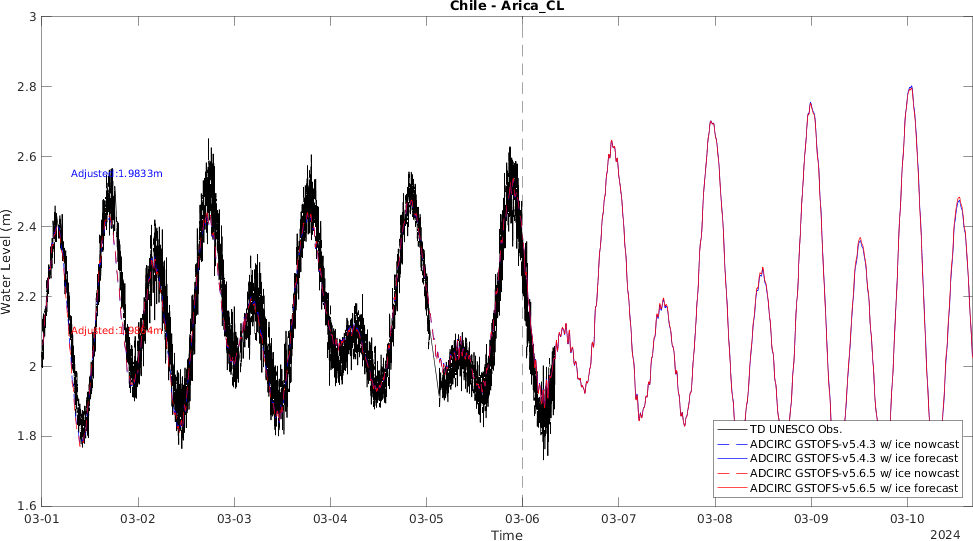 Chile - Arica_CL
3
2.8
2.6
2.4
2.2
2
1.8
1.6
Water Level (m)
Adjusted:1.9833m
03-01
03-02
03-03
03-04
03-05
03-06
03-07
03-08
03-09
03-10
Time
2024
TD UNESCO Obs.
ADCIRC GSTOFS-v5.4.3 w/ ice nowcast
ADCIRC GSTOFS-v5.4.3 w/ ice forecast
ADCIRC GSTOFS-v5.6.5 w/ ice nowcast
ADCIRC GSTOFS-v5.6.5 w/ ice forecast